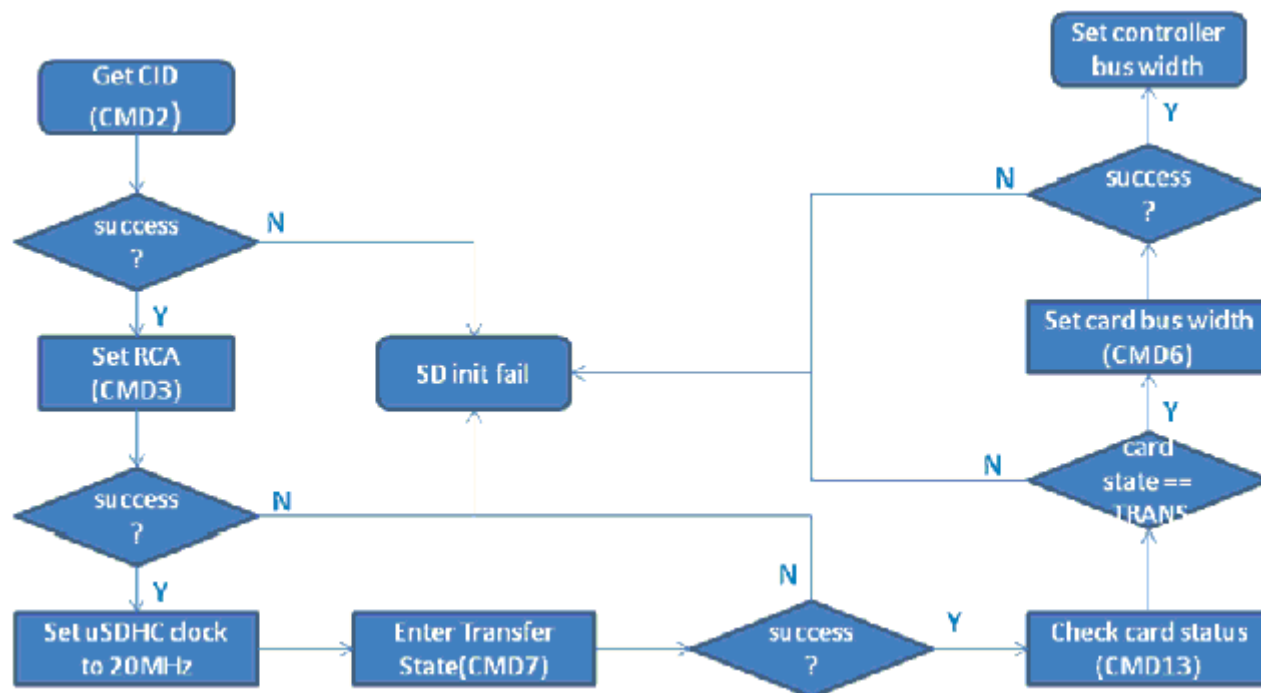 Get CID
(CMD2)
success
?
N
Y
Set RCA
(CMD3)
success
?
N
Y
Set uSDHC clock
to 20MHz
Enter Transfer
State(CMD7)
success
?
N
Y
Check card status
(CMD13)
card
state ==
TRANS
N
Y
Set card bus width
(CMD6)
success
?
N
Y
Set controller
bus width
SD init fail